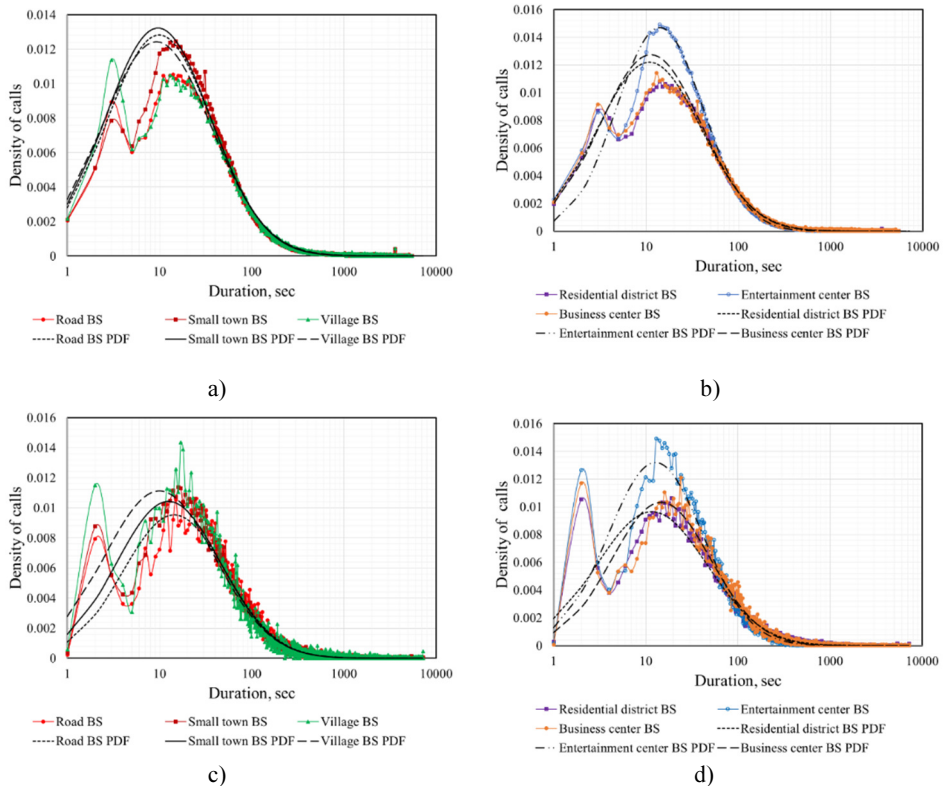 0.014
0.012
0.01
0.008
0.006
0.004
0.002
0
Density of calls
1 10 100 1000 10000
Duration, sec
Road BS Small town BS Village BS
Road BS PDF Small town BS PDF Village BS PDF
a)
0.016
0.014
0.012
0.01
0.008
0.006
0.004
0.002
0
Density of calls
1 10 100 1000 10000
Duration, sec
Residential district BS Entertainment center BS
Business center BS Residential district BS PDF
Entertainment center BS PDF Business center BS PDF
b)
0.016
0.014
0.012
0.01
0.008
0.006
0.004
0.002
0
Density of calls
1 10 100 1000 10000
Duration, sec
Road BS Small town BS Village BS
Road BS PDF Small town BS PDF Village BS PDF
c)
0.016
0.014
0.012
0.01
0.008
0.006
0.004
0.002
0
Density of calls
1 10 100 1000 10000
Duration, sec
Residential district BS Entertainment center BS
Business center BS Residential district BS PDF
Entertainment center BS PDF Business center BS PDF
d)